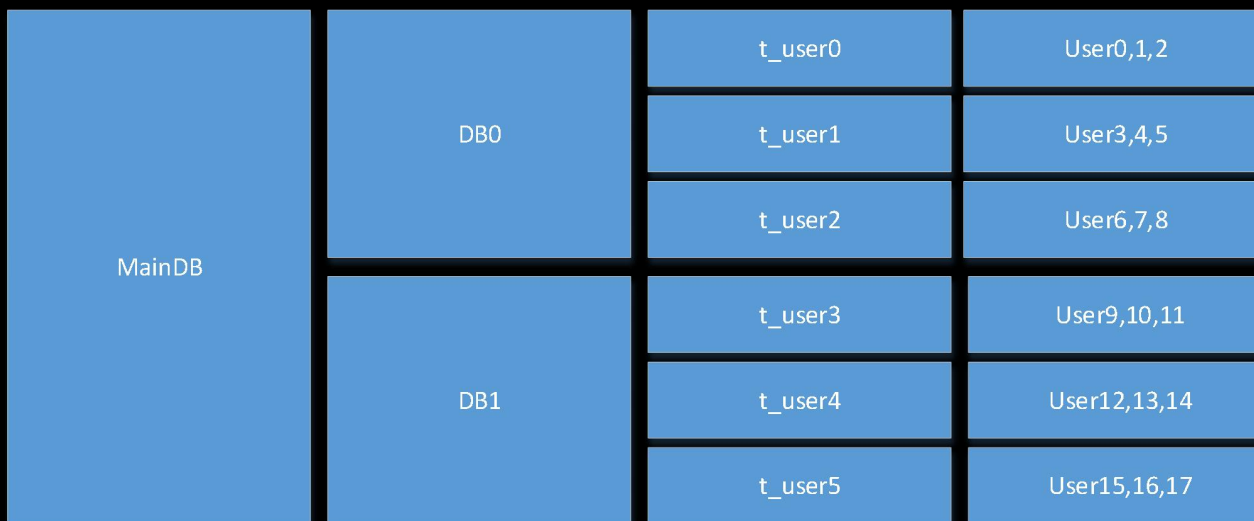 MainDB
DB0
t_user0
User0,1,2
t_user1
User3,4,5
t_user2
User6,7,8
DB1
t_user3
User9,10,11
t_user4
User12,13,14
t_user5
User15,16,17